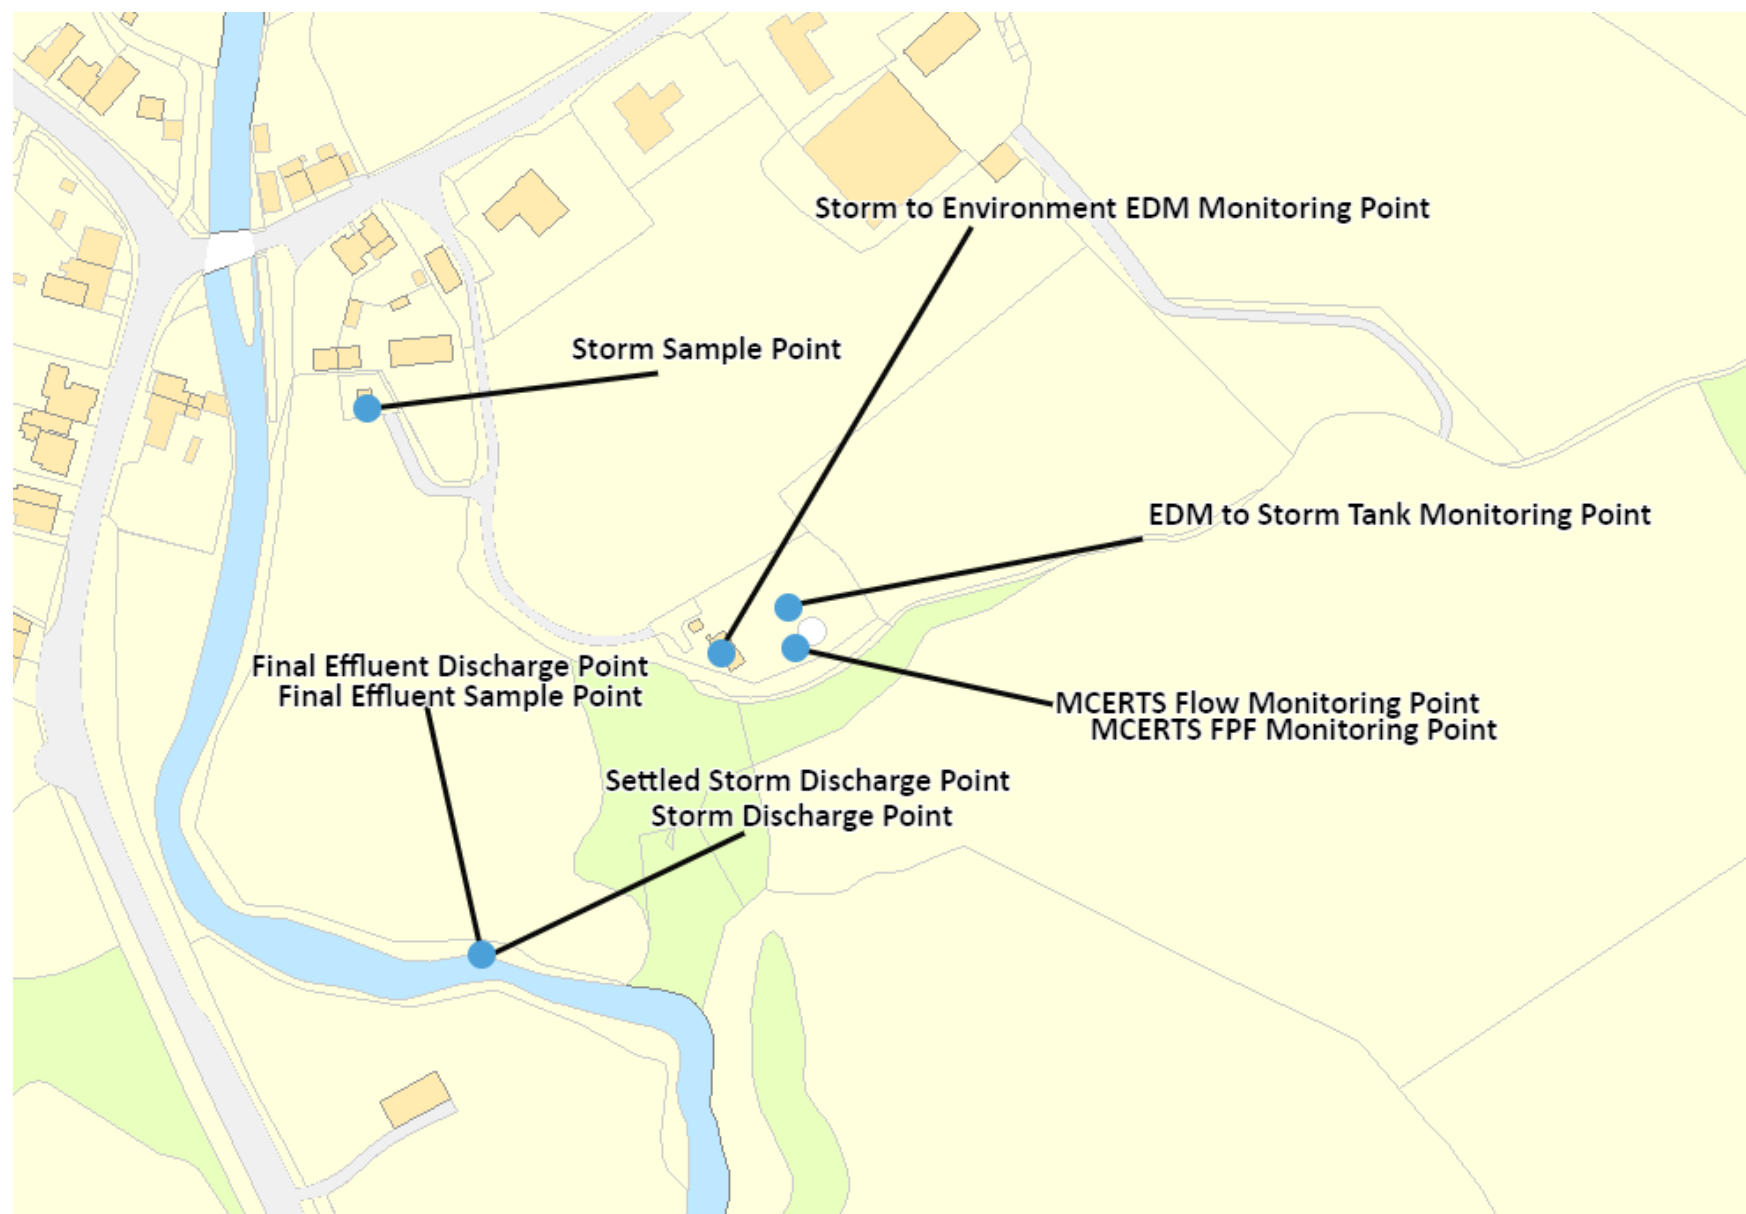 Storm to Environment EDM Monitoring Point
Storm Sample Point
EDM to Storm Tank Monitoring Point
Final Effluent Discharge Point
Final Effluent Sample Point
MCERTS Flow Monitoring Point
MCERTS FPF Monitoring Point
Settled Storm Discharge Point
Storm Discharge Point